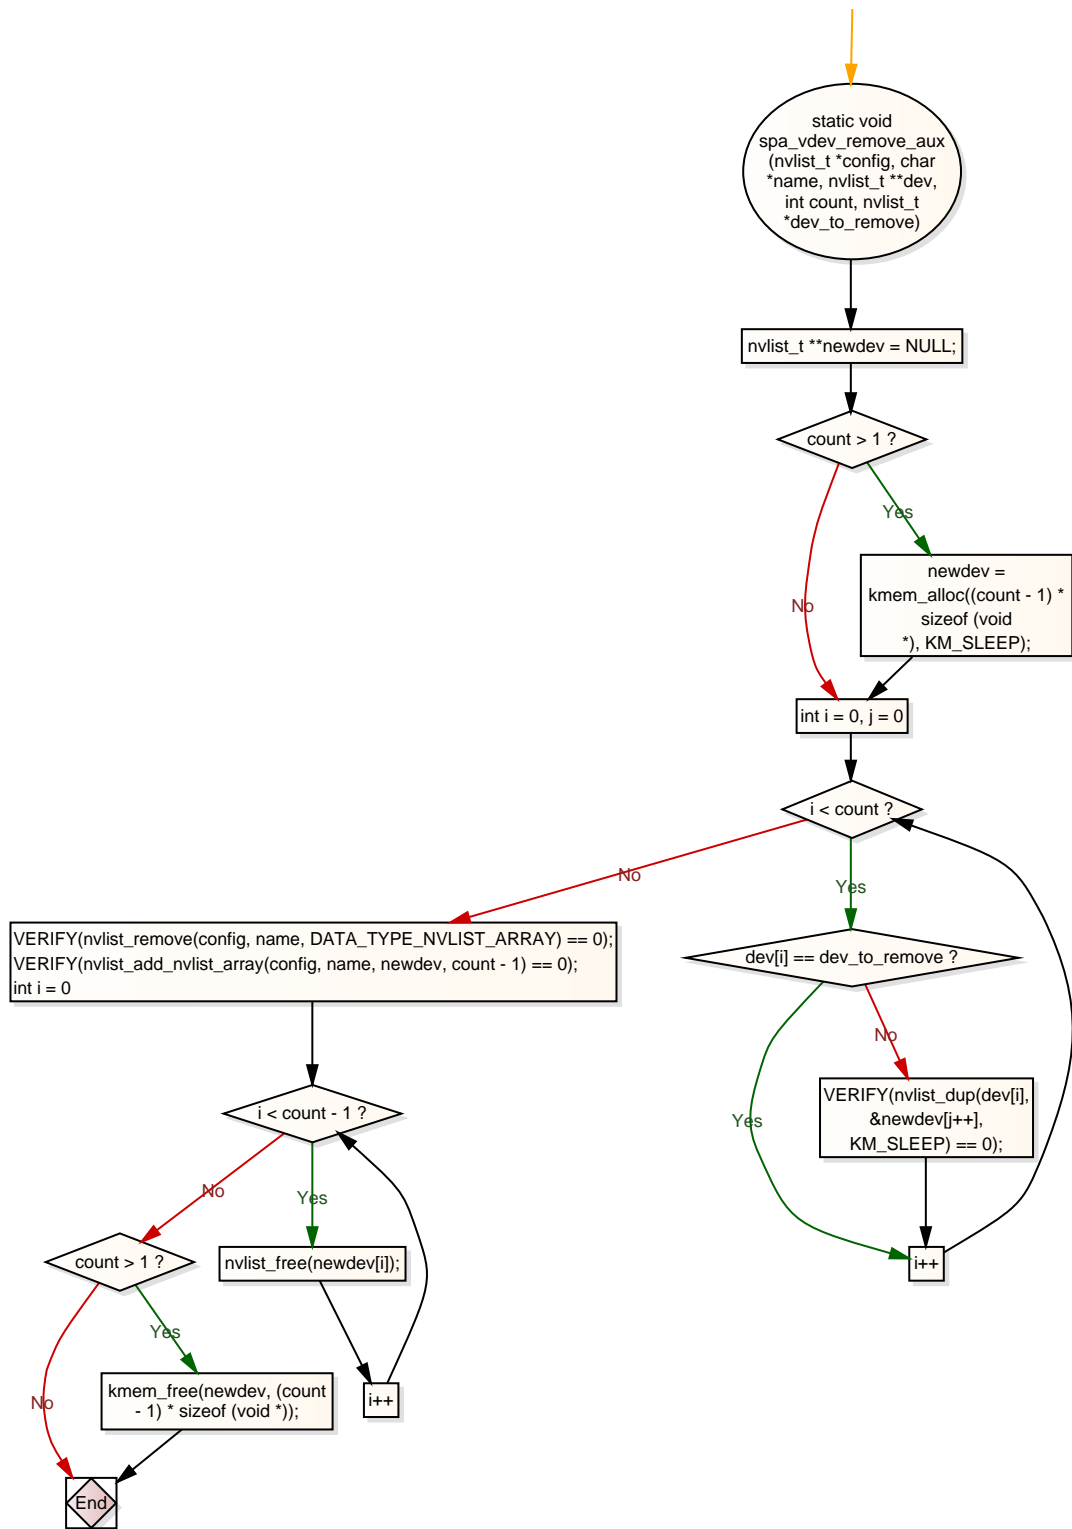 static void
spa_vdev_remove_aux
(nvlist_t *config, char
*name, nvlist_t **dev,
int count, nvlist_t
*dev_to_remove)
nvlist_t **newdev = NULL;
count > 1 ?
Yes
newdev =
kmem_alloc((count - 1) *
sizeof (void
*), KM_SLEEP);
No
int i = 0, j = 0
i < count ?
No
Yes
VERIFY(nvlist_remove(config, name, DATA_TYPE_NVLIST_ARRAY) == 0);
VERIFY(nvlist_add_nvlist_array(config, name, newdev, count - 1) == 0);
int i = 0
dev[i] == dev_to_remove ?
No
VERIFY(nvlist_dup(dev[i],
&newdev[j++],
KM_SLEEP) == 0);
Yes
i++
i < count - 1 ?
No
Yes
count > 1 ?
nvlist_free(newdev[i]);
Yes
kmem_free(newdev, (count
- 1) * sizeof (void *));
i++
No
End